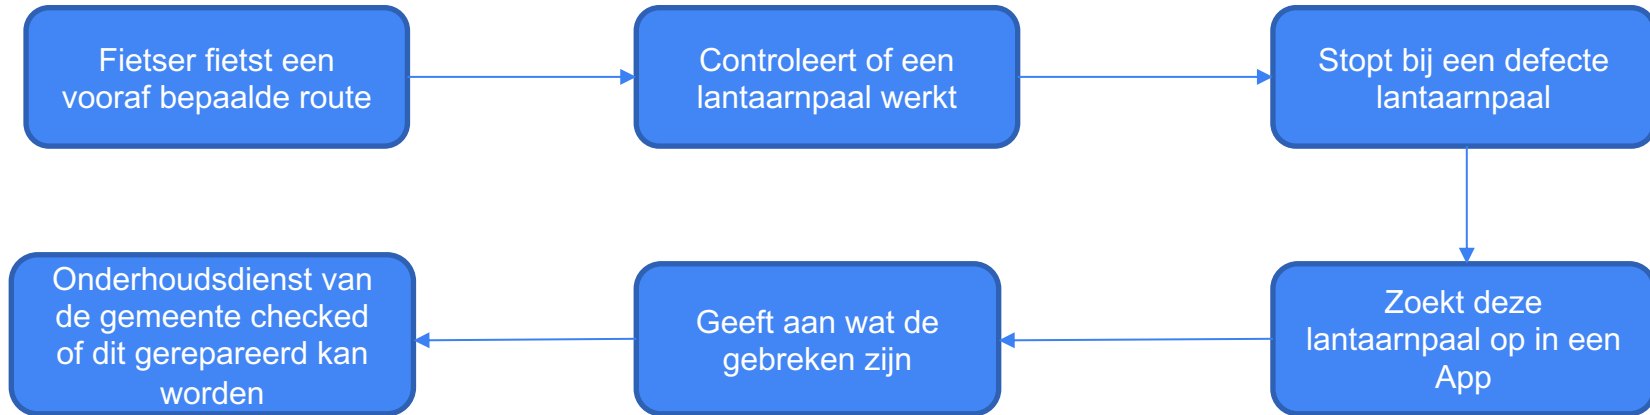 Fietser fietst een
vooraf bepaalde route
Controleert of een
lantaarnpaal werkt
Stopt bij een defecte
lantaarnpaal
Zoekt deze
lantaarnpaal op in een
App
Geeft aan wat de
gebreken zijn
Onderhoudsdienst van
de gemeente checked
of dit gerepareerd kan
worden